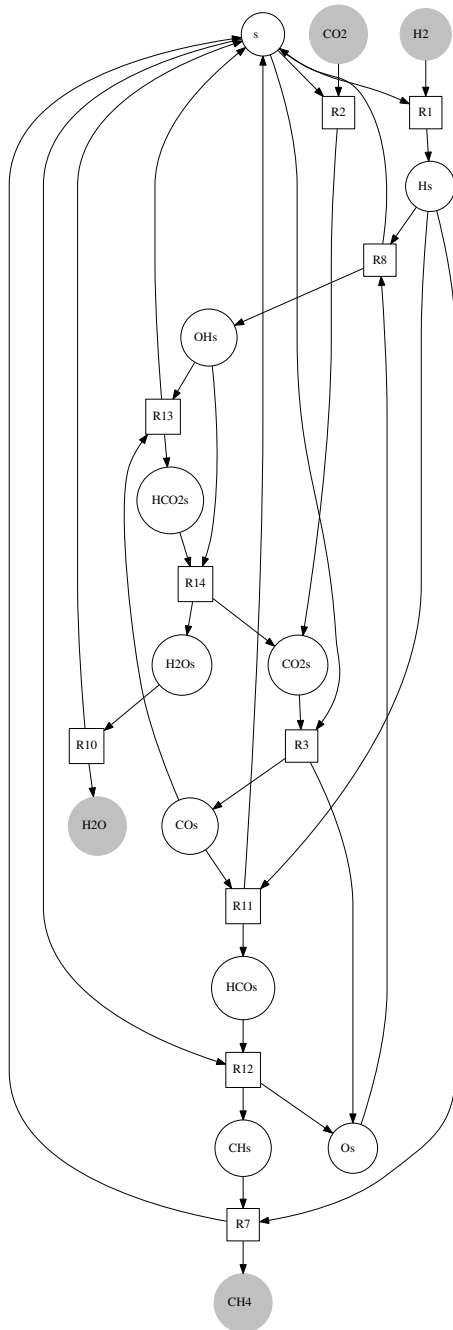 s
CO2
H2
R2
R1
Hs
R8
OHs
R13
HCO2s
R14
H2Os
CO2s
R10
R3
H2O
COs
R11
HCOs
R12
CHs
Os
R7
CH4